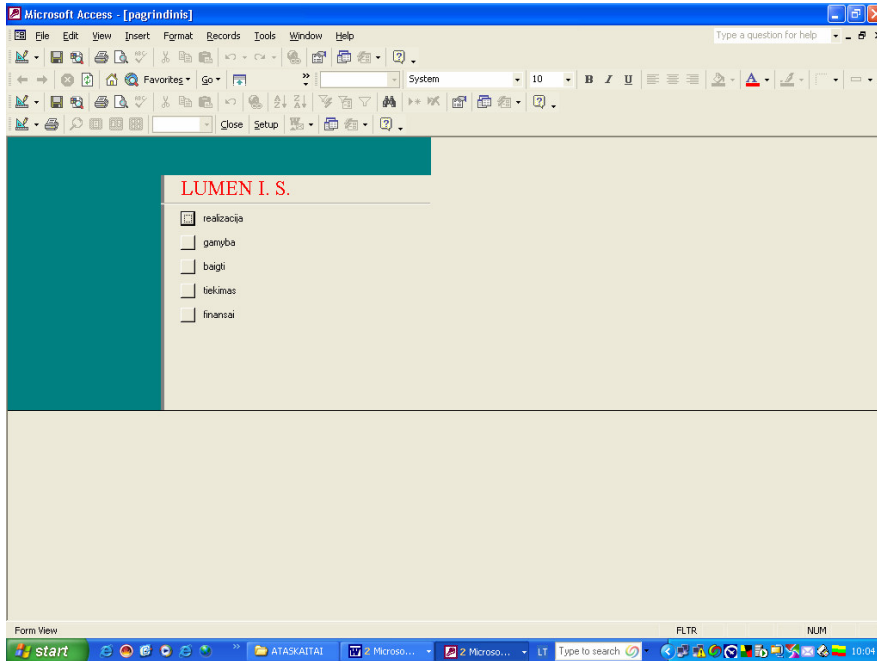 Microsoft Access - [pagrindinis]
File Edit View Insert Format Records Tools Window Help Type a question for help
Favorites Go System 10 B I U
Close Setup
LUMEN I. S.
realizacija
gamyba
baigti
tiekimas
finansai
Form View FLTR NUM
start ATASKAITAI 2 Microso... 2 Microso... LT Type to search 10:04